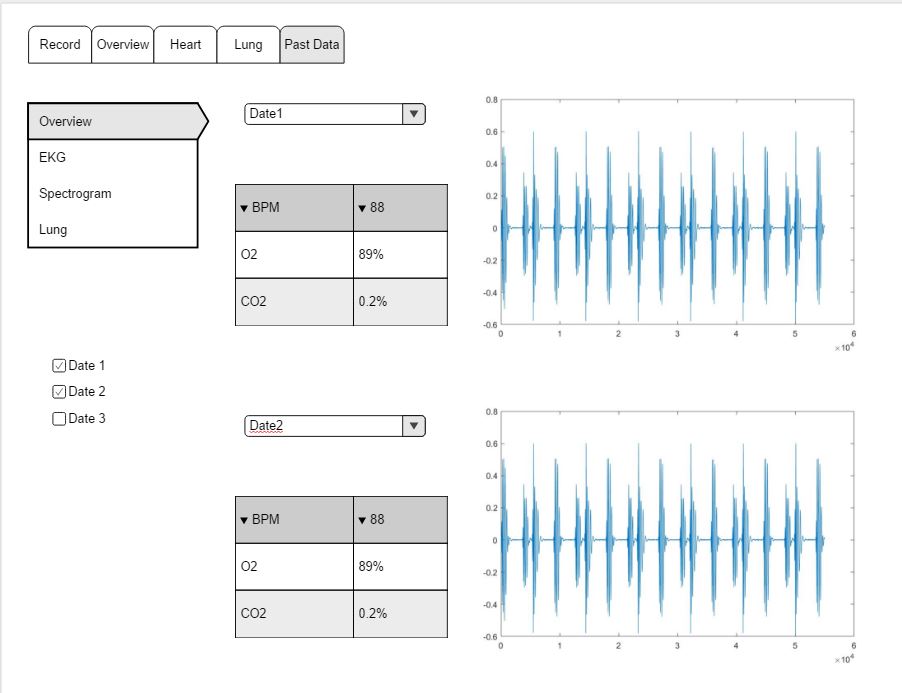 Record Overview Heart Lung Past Data
Overview
EKG
Spectrogram
Lung
Date 1
Date 2
Date 3
Date1
BPM 88
O2 89%
CO2 0.2%
0.8
0.6
0.4
0.2
0
-0.2
-0.4
-0.6
0 1 2 3 4 5 6
×10⁴
Date2
BPM 88
O2 89%
CO2 0.2%
0.8
0.6
0.4
0.2
0
-0.2
-0.4
-0.6
0 1 2 3 4 5 6
×10⁴